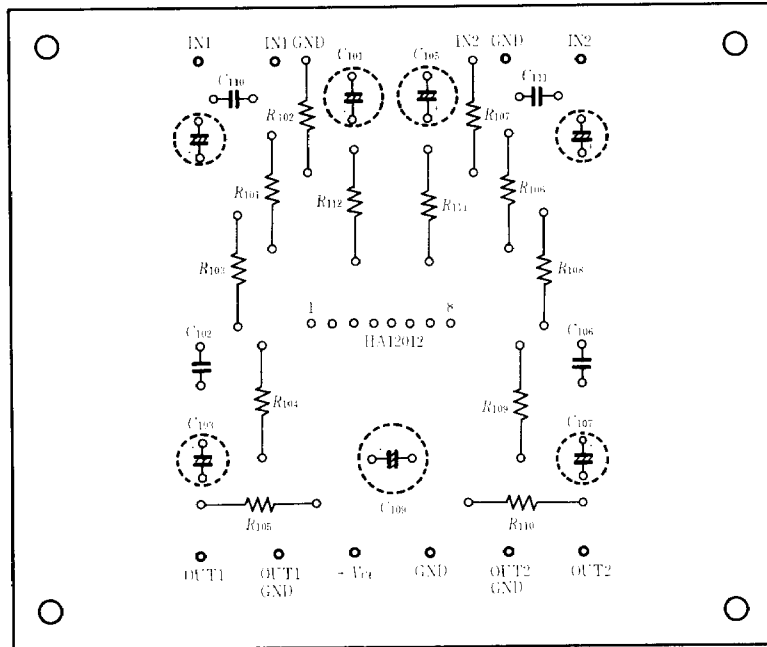 IN1 IN1 GND IN2 GND IN2
C101 C105
C110 C111
R102 R107
R101 R112 R111 R106
R103 R108
1 8
HA12012
C102 C106
R104 R109
C103 C107
C109
R105 R110
OUT1 OUT1 GND + Vcc GND OUT2 GND OUT2